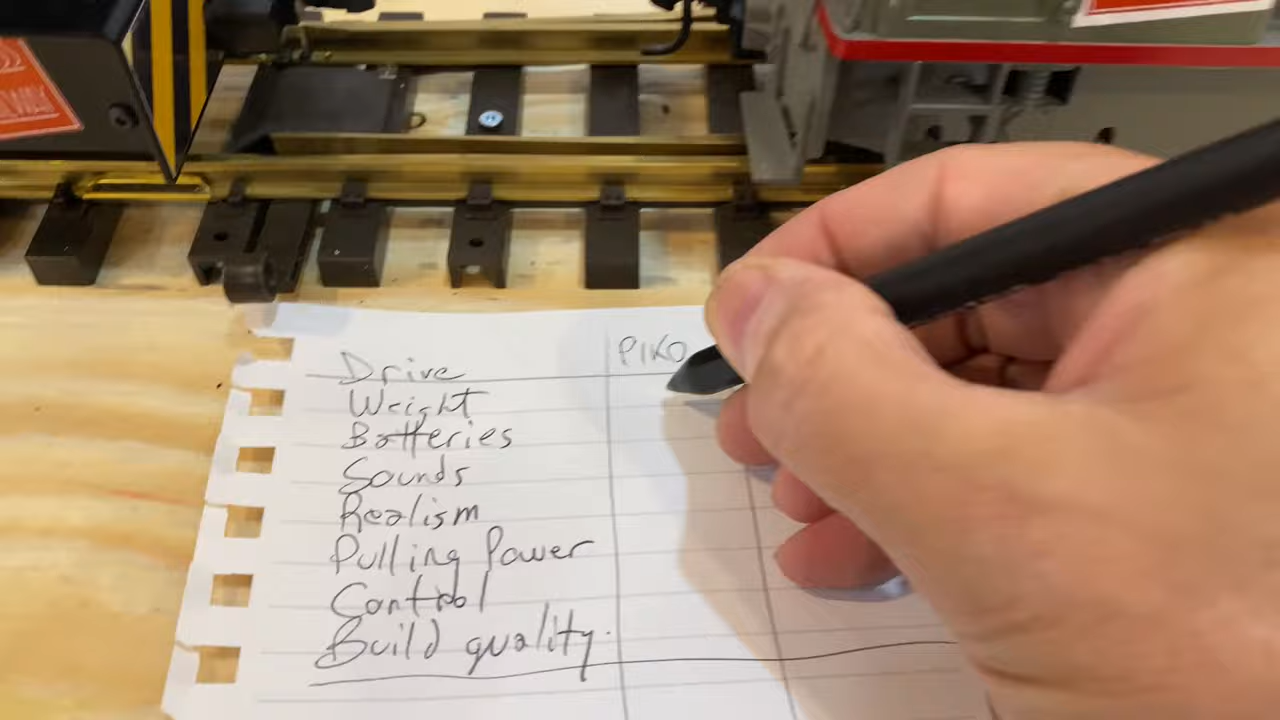 PIKO
Drive
Weight
Batteries
Sounds
Realism
Pulling Power
Control
Build quality.